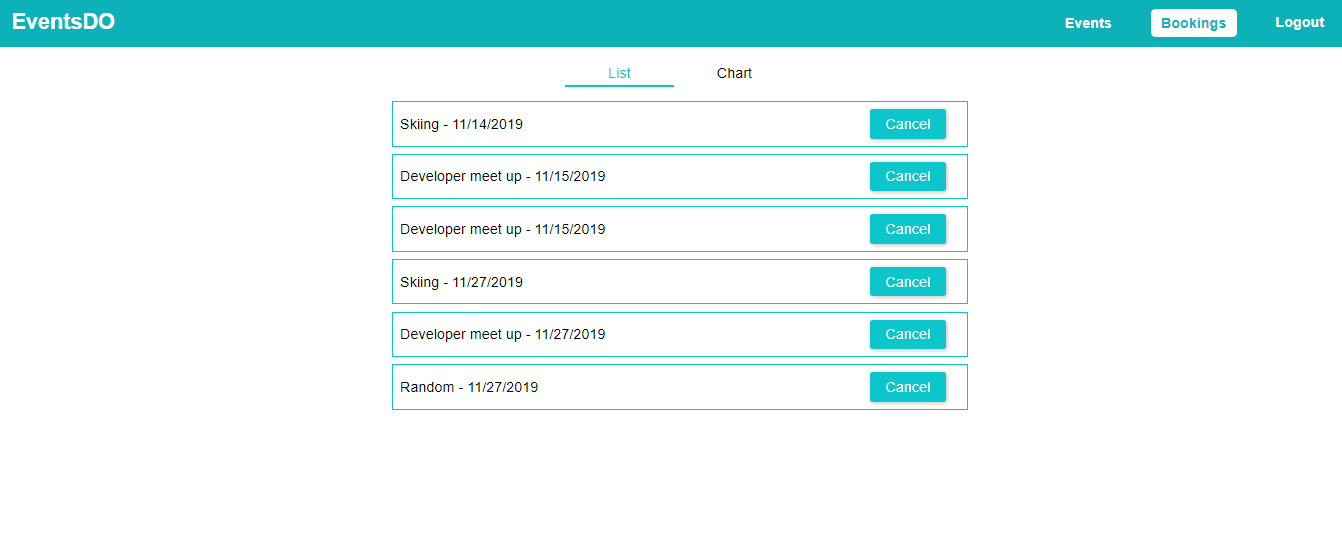 EventsDO Events Bookings Logout
List Chart
Skiing - 11/14/2019 Cancel
Developer meet up - 11/15/2019 Cancel
Developer meet up - 11/15/2019 Cancel
Skiing - 11/27/2019 Cancel
Developer meet up - 11/27/2019 Cancel
Random - 11/27/2019 Cancel